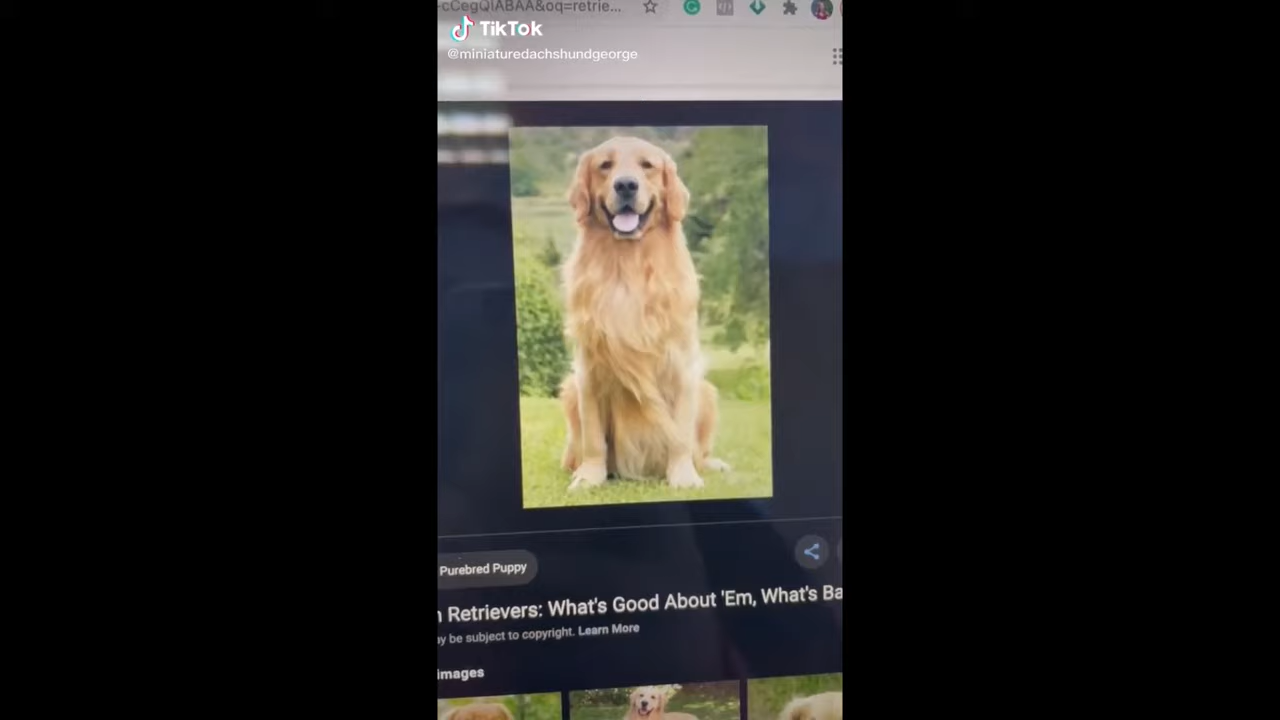 -cCegQIABAA&oq=retrie...
TikTok
@miniaturedachshundgeorge
Purebred Puppy
n Retrievers: What's Good About 'Em, What's Ba
ay be subject to copyright. Learn More
images